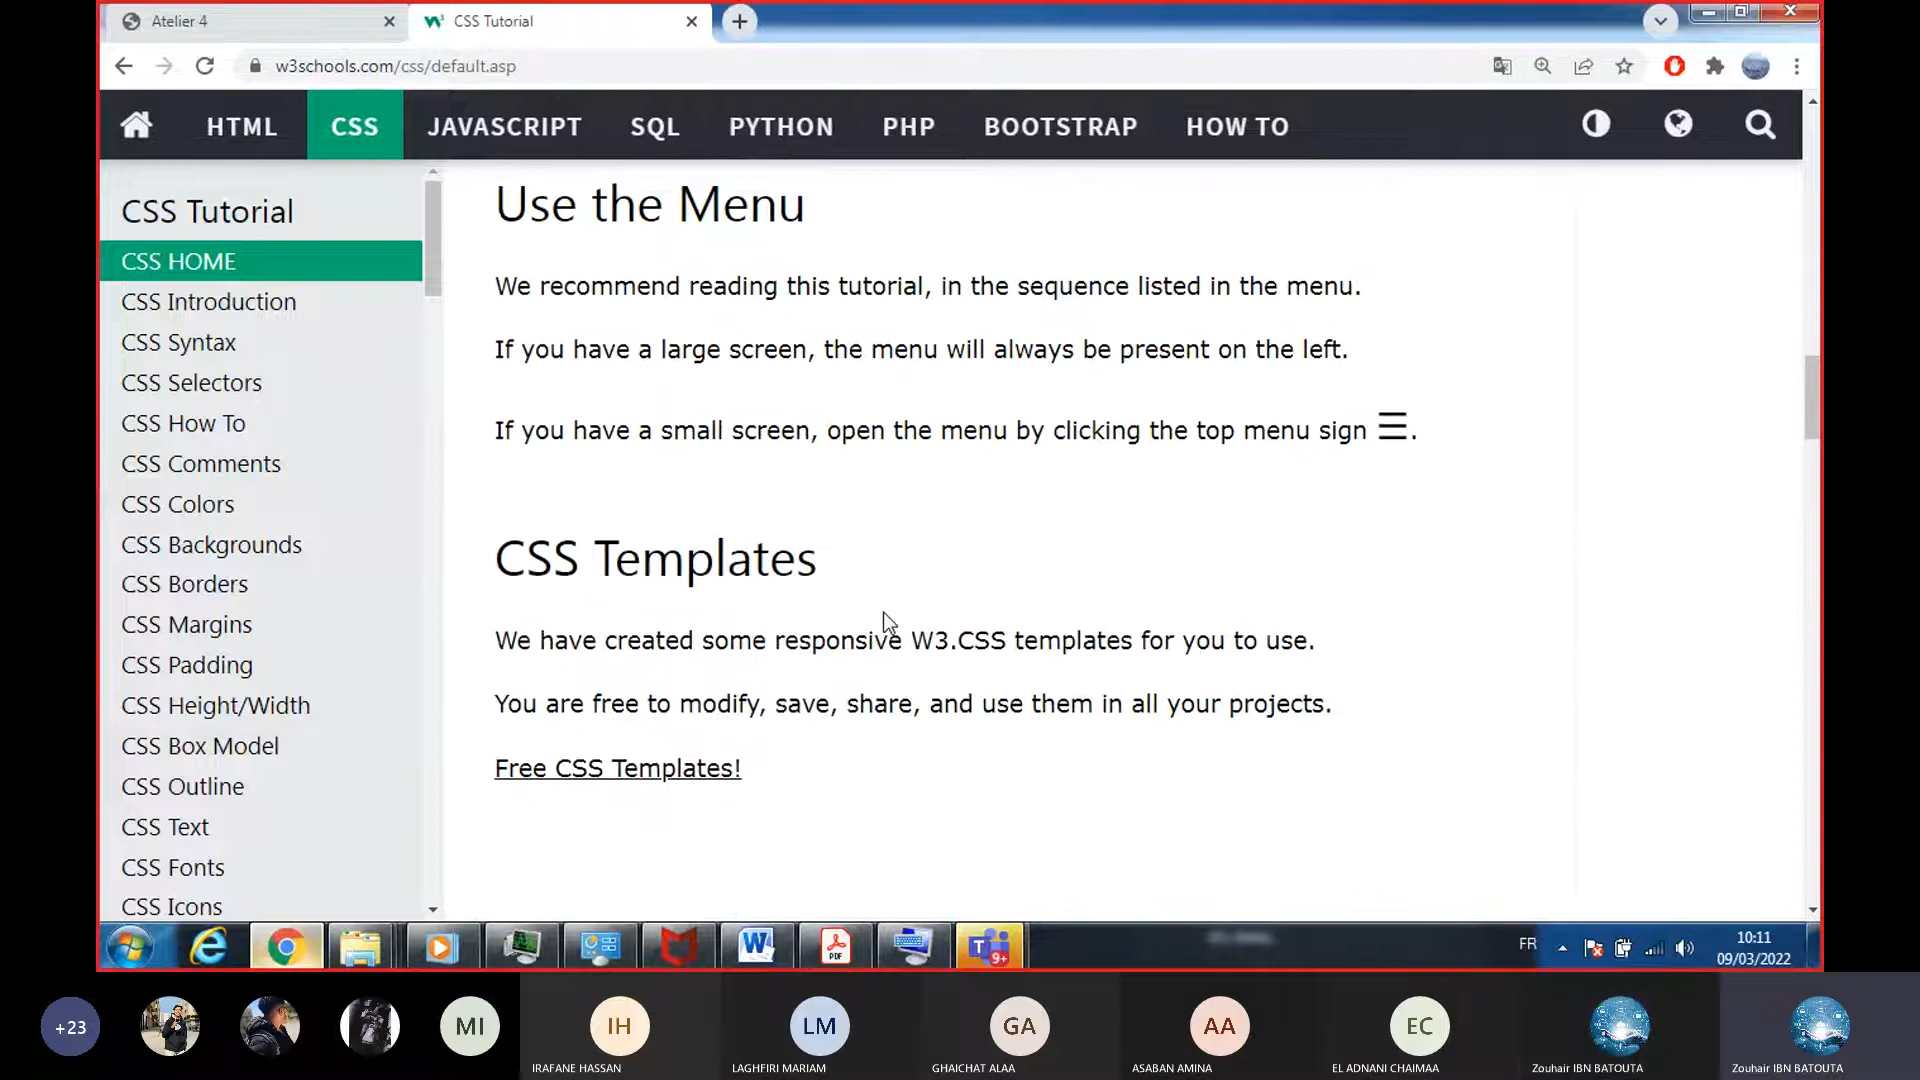 Atelier 4
CSS Tutorial
w3schools.com/css/default.asp
HTML
CSS
JAVASCRIPT
SQL
PYTHON
PHP
BOOTSTRAP
HOW TO
CSS Tutorial
CSS HOME
CSS Introduction
CSS Syntax
CSS Selectors
CSS How To
CSS Comments
CSS Colors
CSS Backgrounds
CSS Borders
CSS Margins
CSS Padding
CSS Height/Width
CSS Box Model
CSS Outline
CSS Text
CSS Fonts
CSS Icons
Use the Menu
We recommend reading this tutorial, in the sequence listed in the menu.
If you have a large screen, the menu will always be present on the left.
If you have a small screen, open the menu by clicking the top menu sign ☰.
CSS Templates
We have created some responsive W3.CSS templates for you to use.
You are free to modify, save, share, and use them in all your projects.
Free CSS Templates!
PDF
9+
FR
10:11
09/03/2022
+23
MI
IH
LM
GA
AA
EC
IRAFANE HASSAN
LAGHFIRI MARIAM
GHAICHAT ALAA
ASABAN AMINA
EL ADNANI CHAIMAA
Zouhair IBN BATOUTA
Zouhair IBN BATOUTA